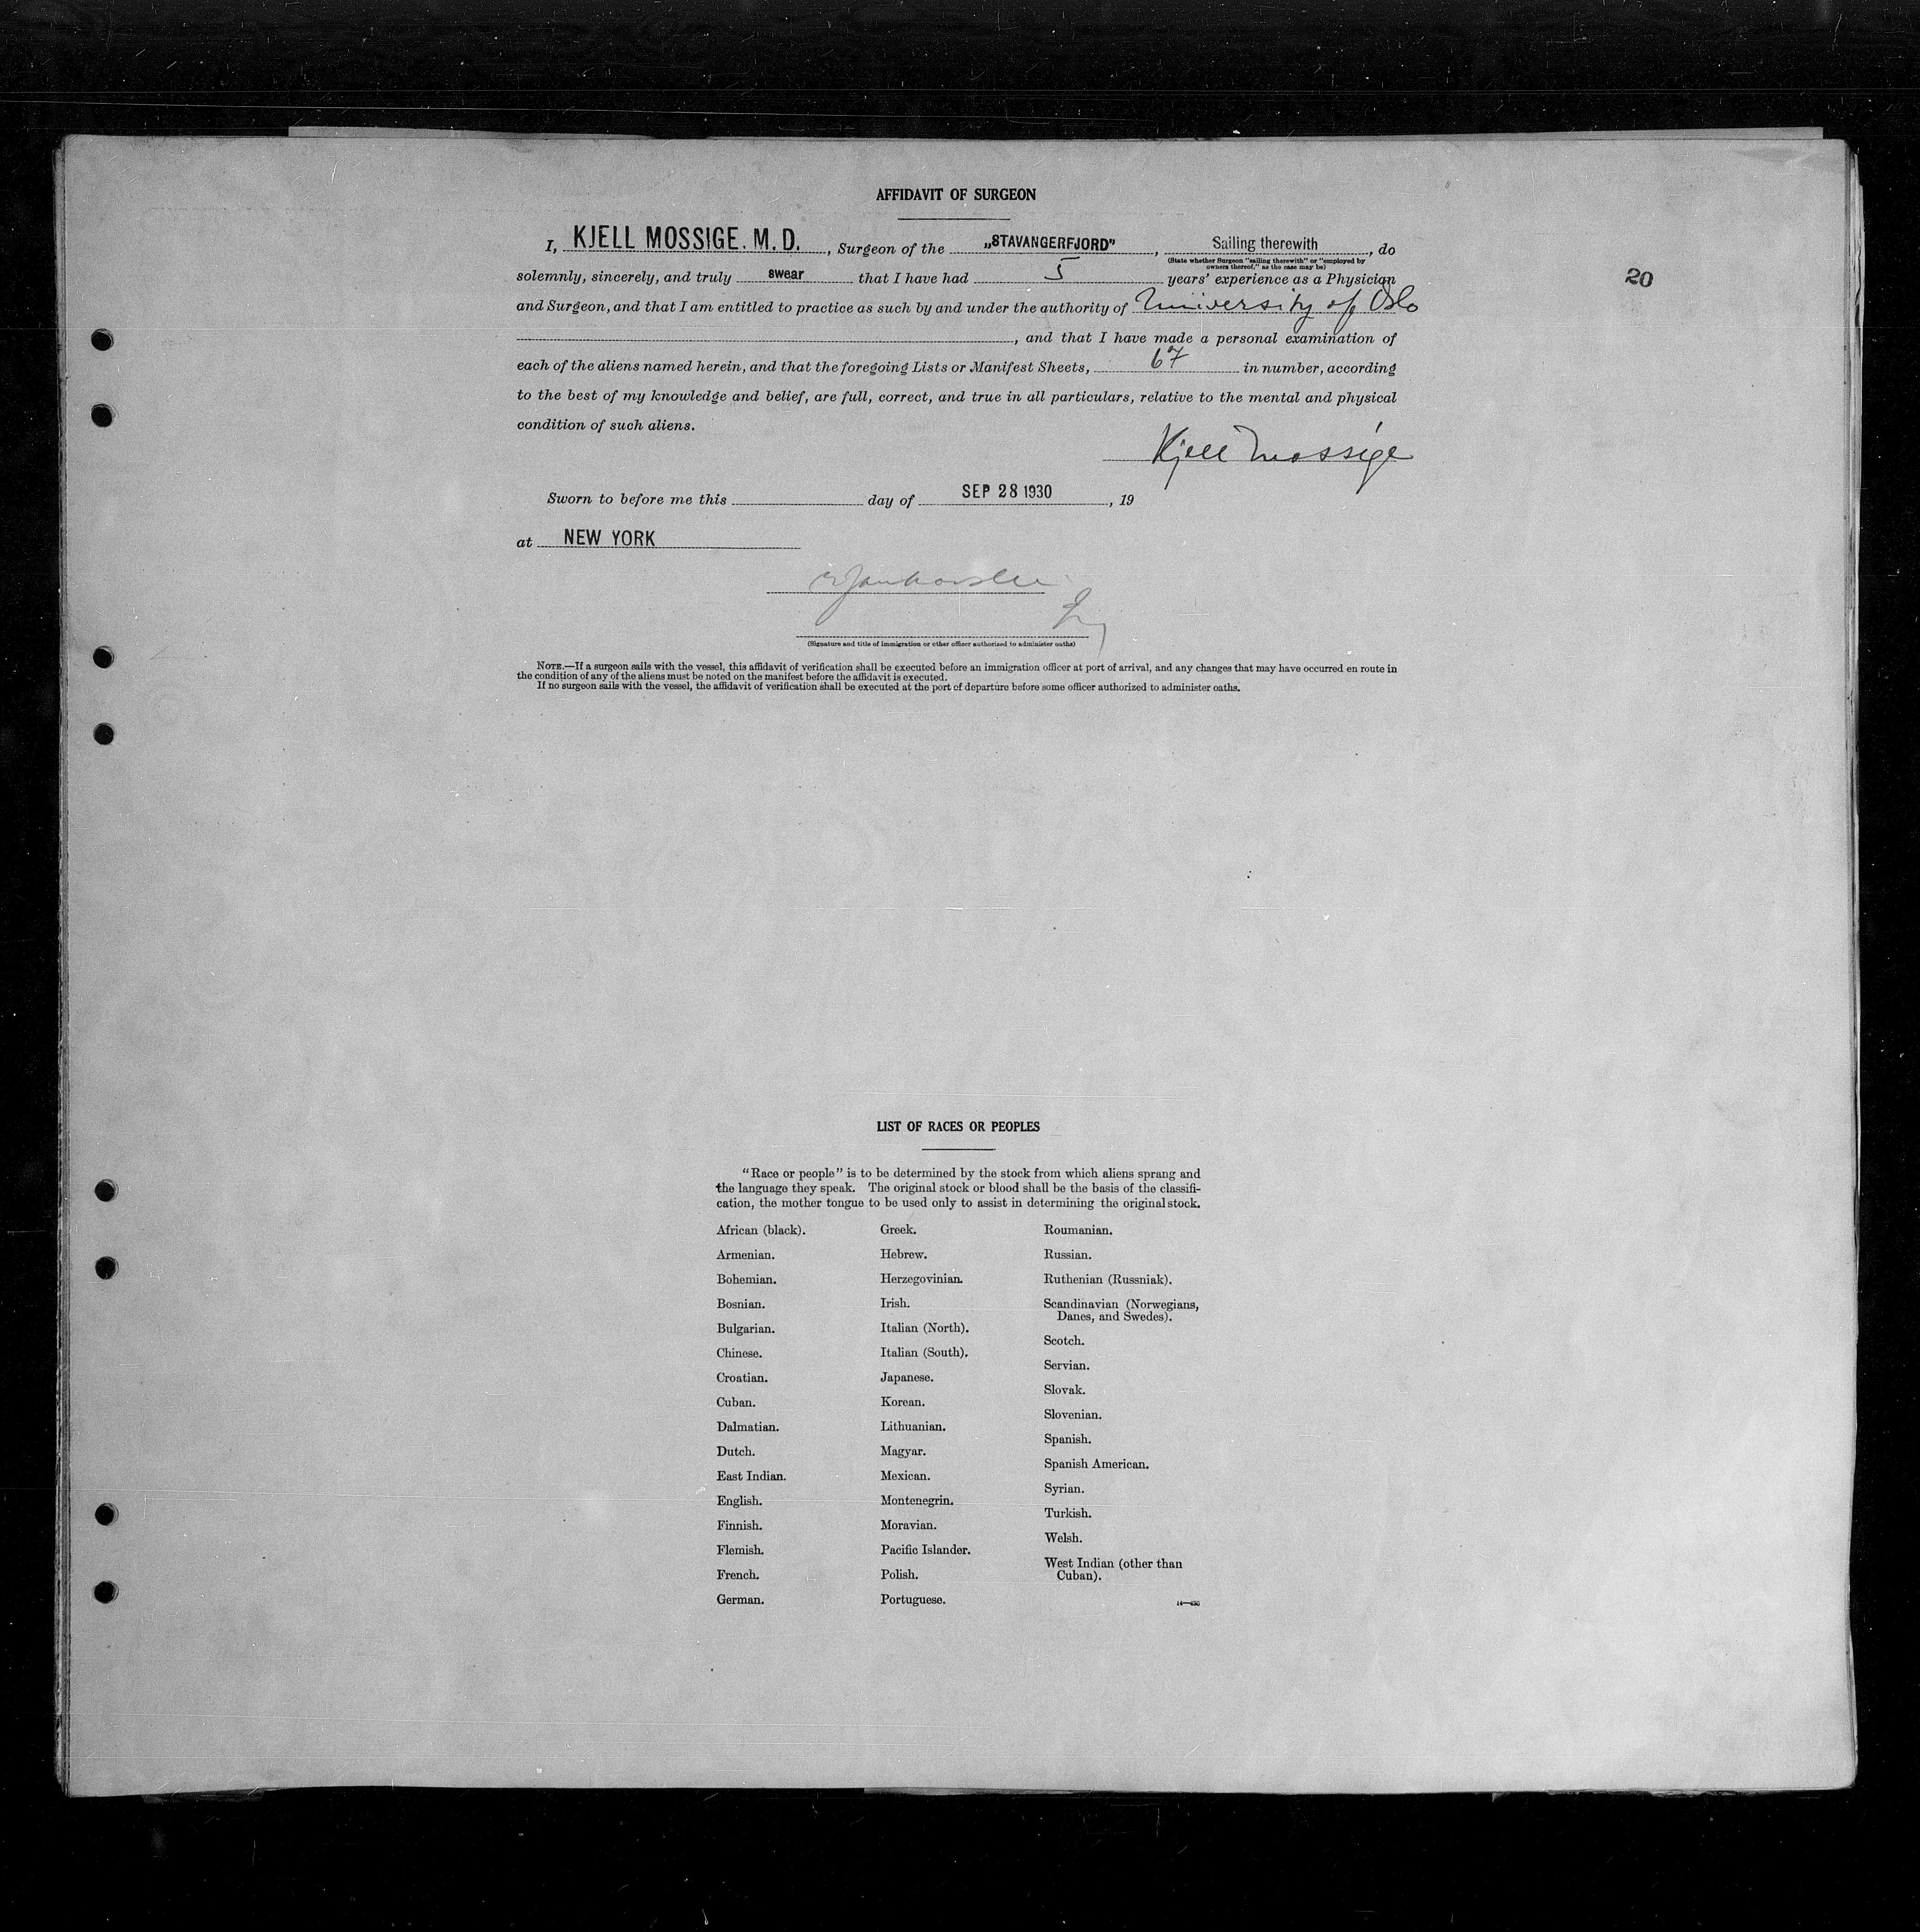 AFFIDAVIT OF SURGEON
I, KJELL MOSSIGE. M.D., Surgeon of the „STAVANGERFJORD”, Sailing therewith, do
(State whether Surgeon “sailing therewith” or “employed by
owners thereof,” as the case may be)
solemnly, sincerely, and truly swear that I have had 5 years’ experience as a Physician
20
and Surgeon, and that I am entitled to practice as such by and under the authority of University of Oslo
, and that I have made a personal examination of
each of the aliens named herein, and that the foregoing Lists or Manifest Sheets, 67 in number, according
to the best of my knowledge and belief, are full, correct, and true in all particulars, relative to the mental and physical
condition of such aliens.
Kjell Mossige
Sworn to before me this day of SEP 28 1930, 19
at NEW YORK
(Signature and title of immigration or other officer authorized to administer oaths)
NOTE.—If a surgeon sails with the vessel, this affidavit of verification shall be executed before an immigration officer at port of arrival, and any changes that may have occurred en route in
the condition of any of the aliens must be noted on the manifest before the affidavit is executed.
If no surgeon sails with the vessel, the affidavit of verification shall be executed at the port of departure before some officer authorized to administer oaths.
LIST OF RACES OR PEOPLES
“Race or people” is to be determined by the stock from which aliens sprang and
the language they speak. The original stock or blood shall be the basis of the classifi-
cation, the mother tongue to be used only to assist in determining the original stock.
African (black).
Armenian.
Bohemian.
Bosnian.
Bulgarian.
Chinese.
Croatian.
Cuban.
Dalmatian.
Dutch.
East Indian.
English.
Finnish.
Flemish.
French.
German.
Greek.
Hebrew.
Herzegovinian.
Irish.
Italian (North).
Italian (South).
Japanese.
Korean.
Lithuanian.
Magyar.
Mexican.
Montenegrin.
Moravian.
Pacific Islander.
Polish.
Portuguese.
Roumanian.
Russian.
Ruthenian (Russniak).
Scandinavian (Norwegians,
Danes, and Swedes).
Scotch.
Servian.
Slovak.
Slovenian.
Spanish.
Spanish American.
Syrian.
Turkish.
Welsh.
West Indian (other than
Cuban).